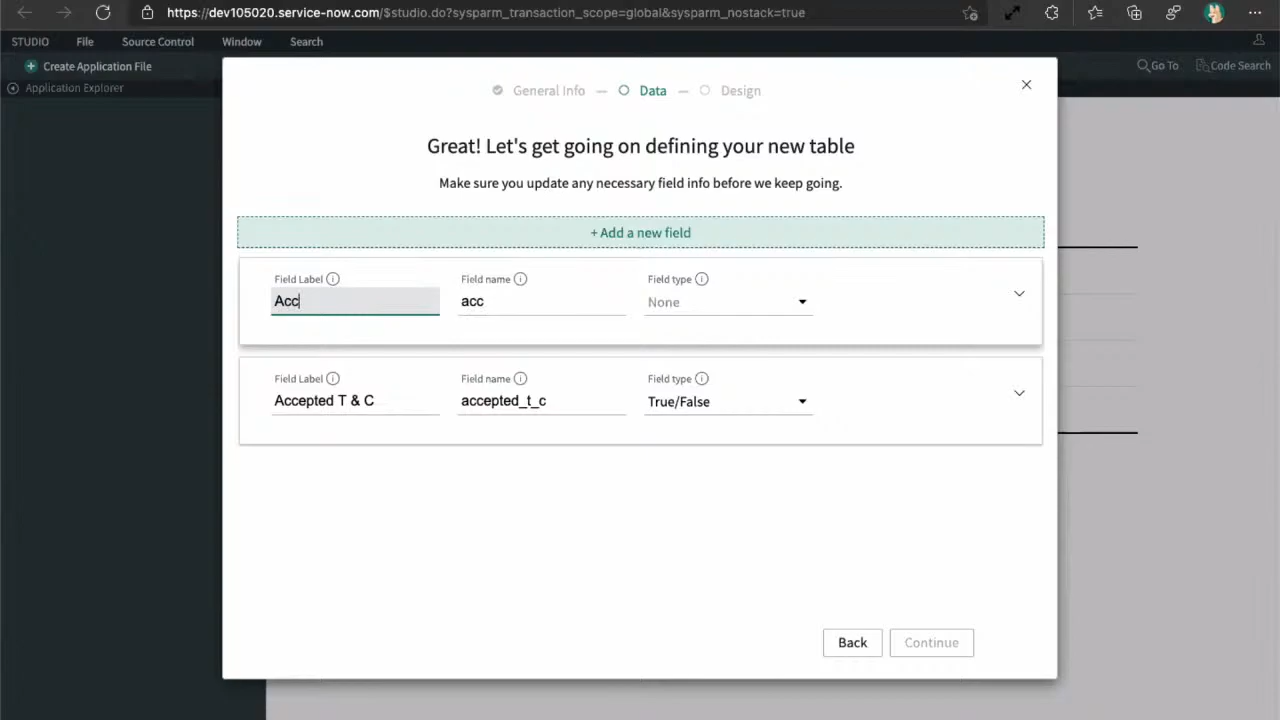 https://dev105020.service-now.com/$studio.do?sysparm_transaction_scope=global&sysparm_nostack=true
STUDIO File Source Control Window Search
Create Application File Go To Code Search
Application Explorer
General Info — Data — Design
Great! Let's get going on defining your new table
Make sure you update any necessary field info before we keep going.
+ Add a new field
Field Label Field name Field type
Acc acc None
Field Label Field name Field type
Accepted T & C accepted_t_c True/False
Back Continue